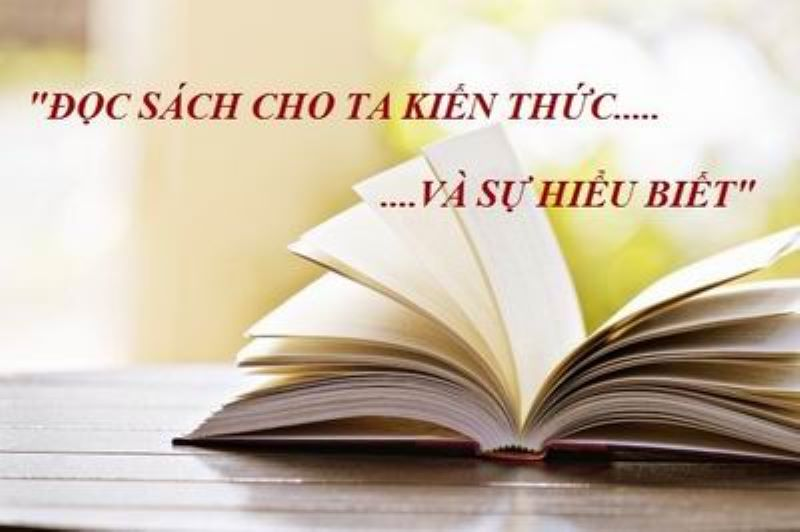 "ĐỌC SÁCH CHO TA KIẾN THỨC.....
....VÀ SỰ HIỂU BIẾT"